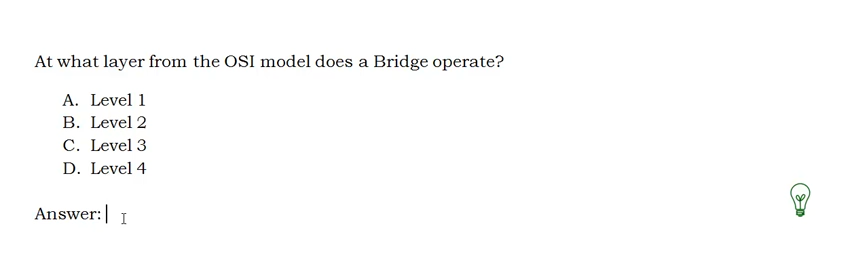 At what layer from the OSI model does a Bridge operate?
A. Level 1
B. Level 2
C. Level 3
D. Level 4
Answer: